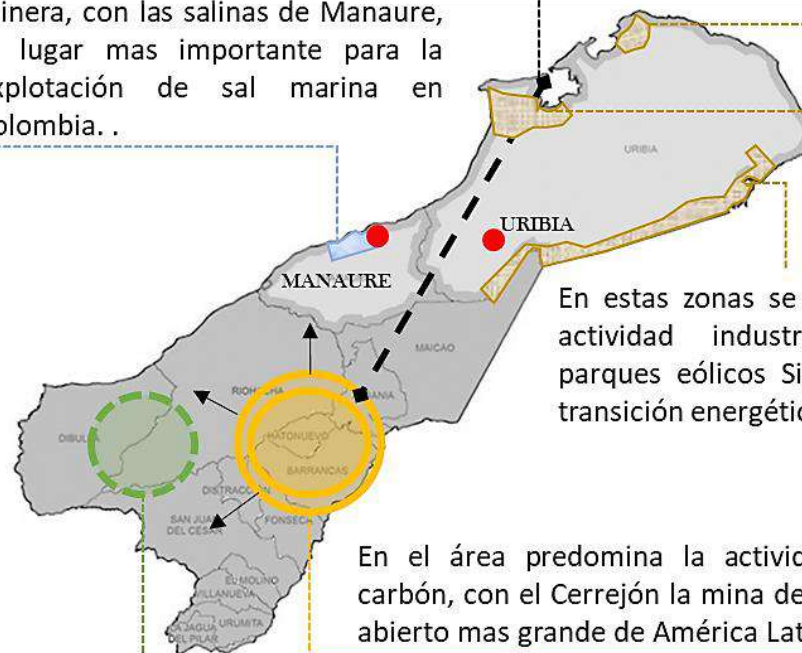 inera, con las salinas de Manaure,
lugar mas importante para la
xplotación de sal marina en
olombia. .
URIBIA
URIBIA
MANAURE
En estas zonas se
actividad industr
parques eólicos Si
transición energétic
MAICAO
RIOHACHA
ANIA
DIBULLA
HATONUEVO
BARRANCAS
DISTRACCION
SAN JUAN
DEL CESAR
FONSECA
En el área predomina la activid
carbón, con el Cerrejón la mina de
abierto mas grande de América Lat
EL MOLINO
VILLANUEVA
URUMITA
LA JAGUA
DEL PILAR